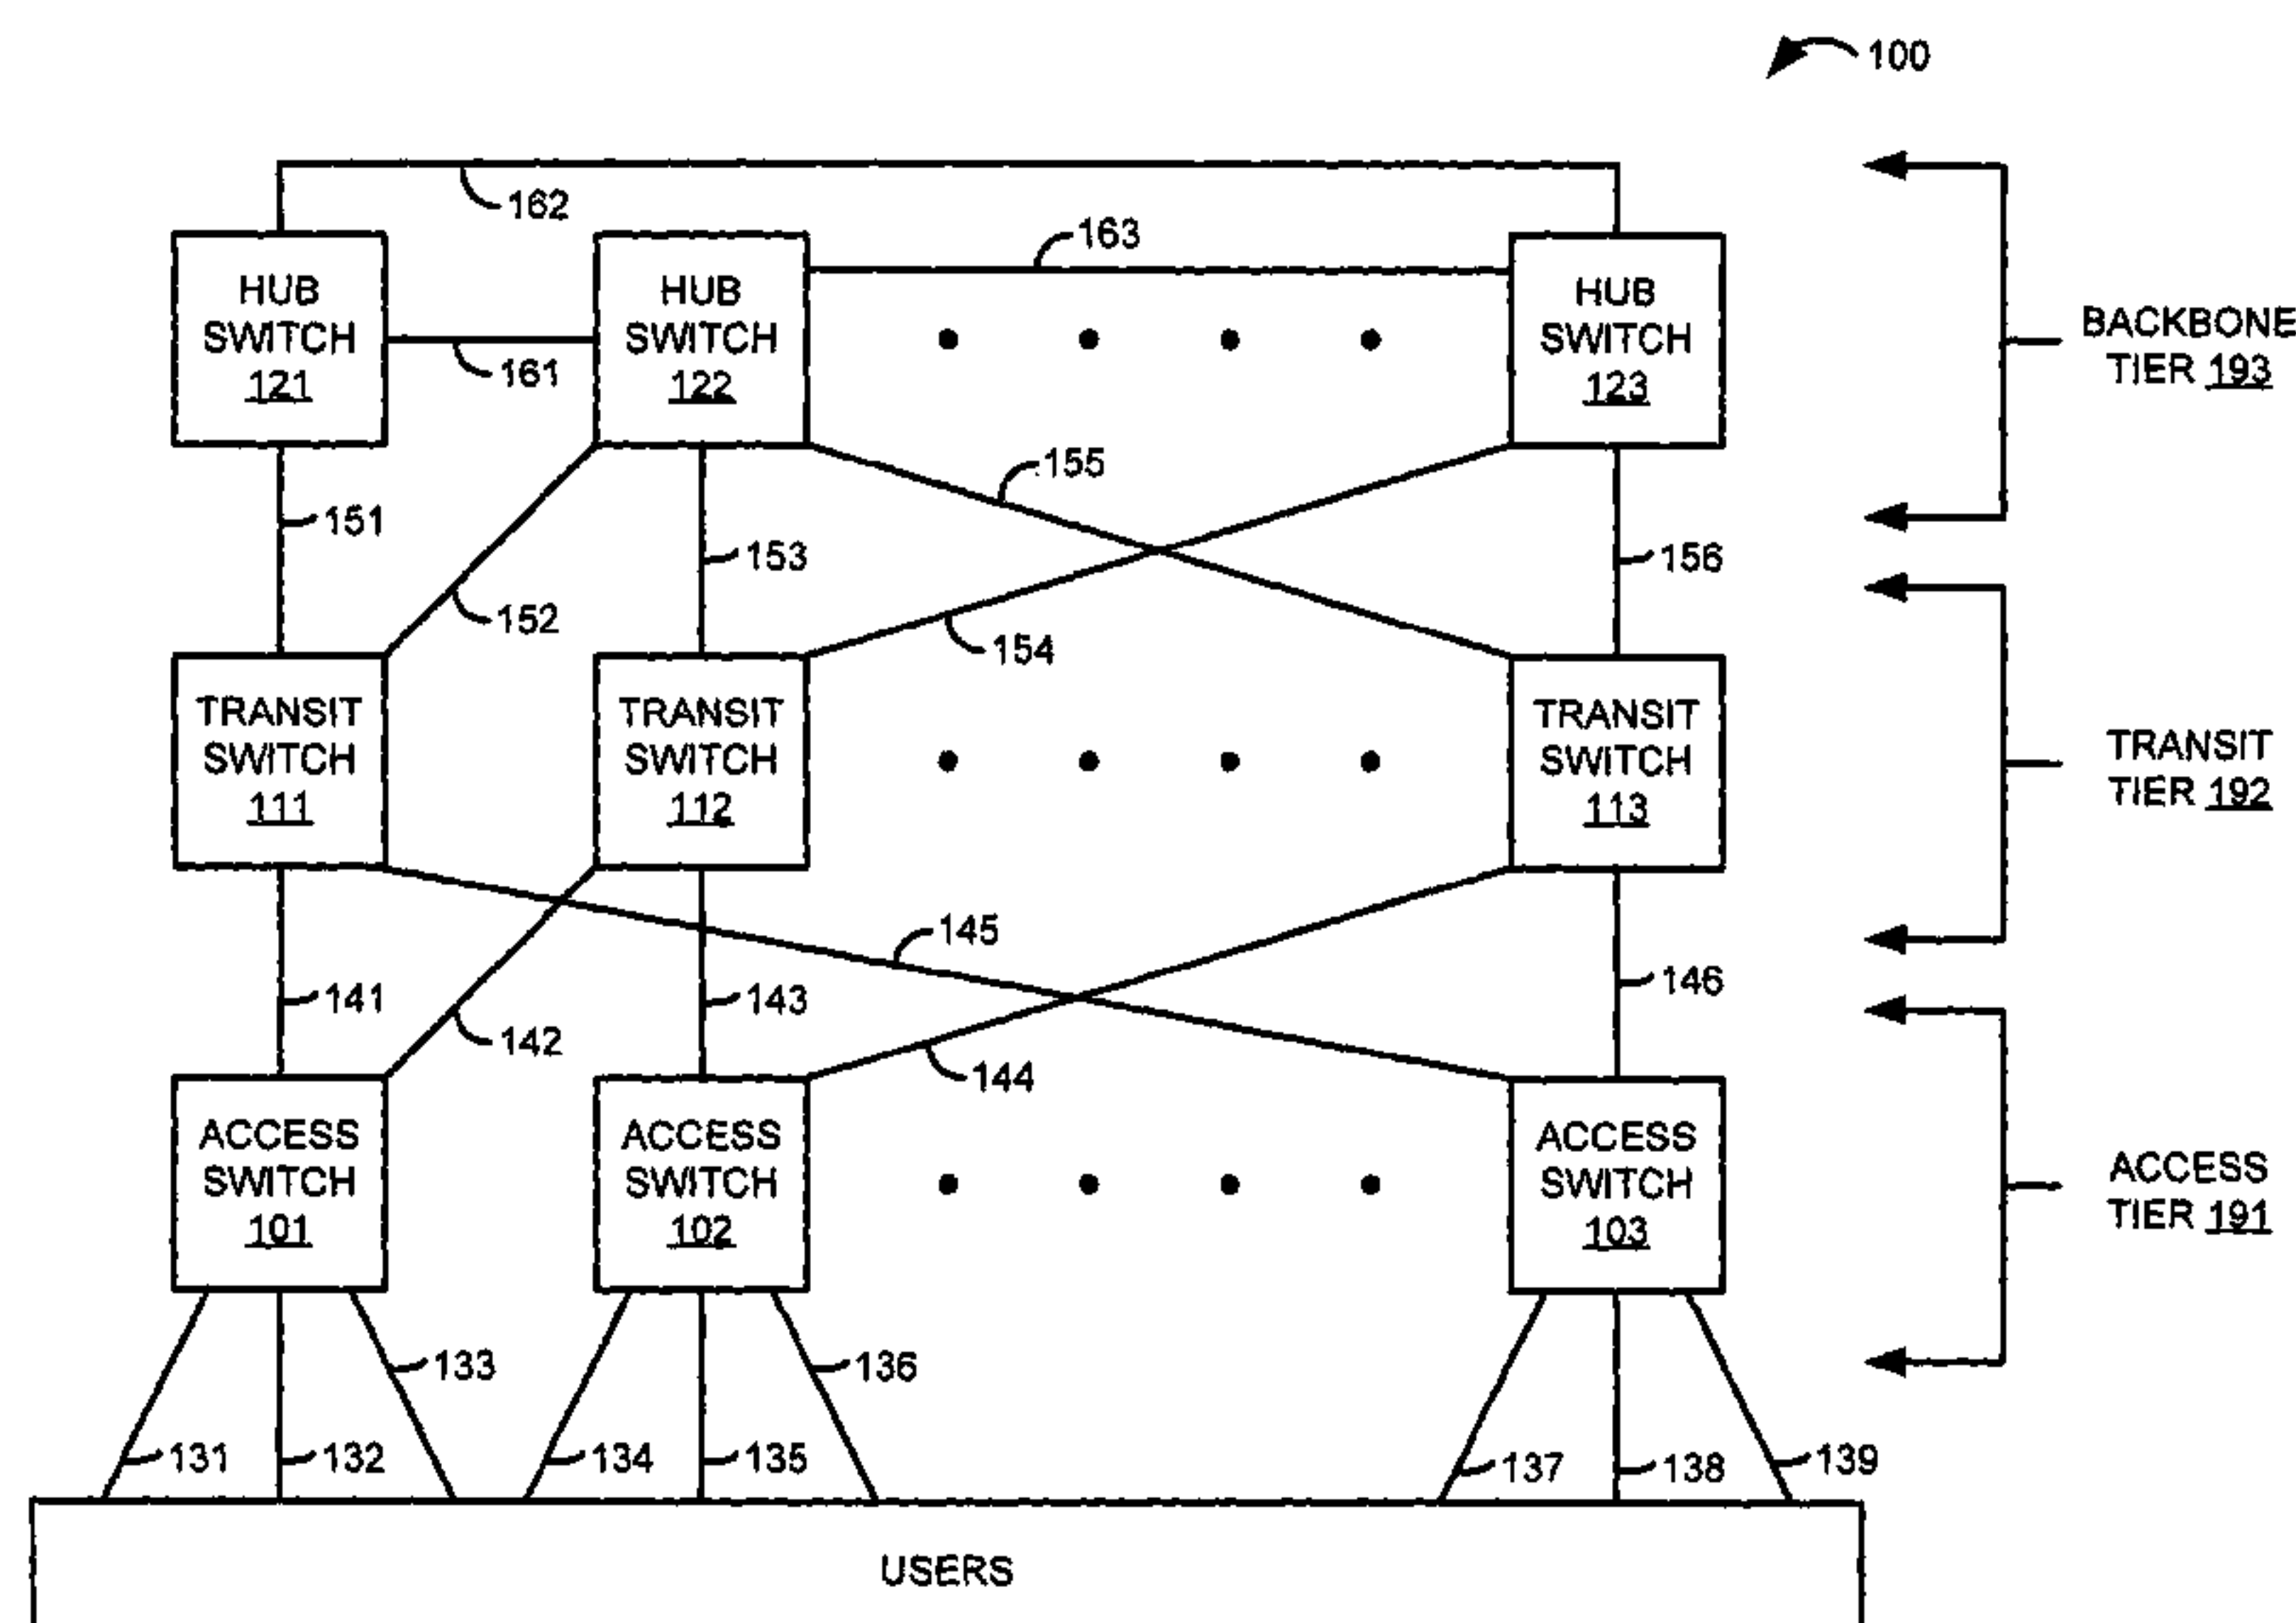 100
162
163
HUB
SWITCH
121
161
HUB
SWITCH
122
HUB
SWITCH
123
BACKBONE
TIER 193
151
152
153
155
154
156
TRANSIT
SWITCH
111
TRANSIT
SWITCH
112
TRANSIT
SWITCH
113
TRANSIT
TIER 192
141
142
143
145
144
146
ACCESS
SWITCH
101
ACCESS
SWITCH
102
ACCESS
SWITCH
103
ACCESS
TIER 191
131
132
133
134
135
136
137
138
139
USERS